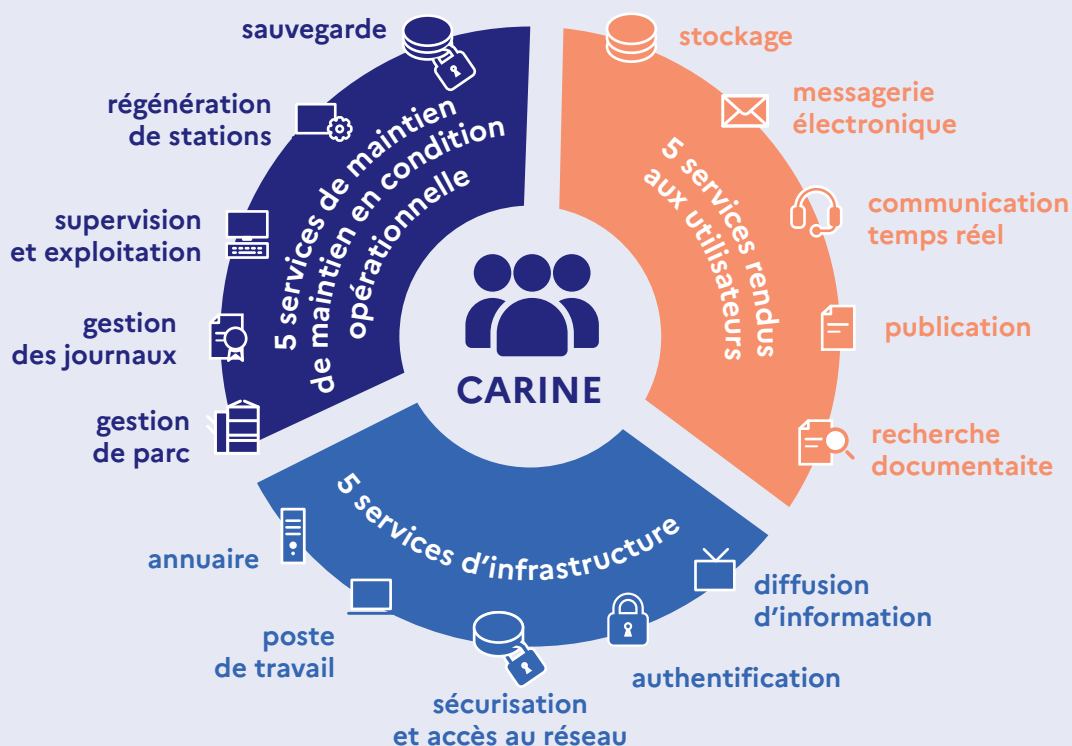 sauvegarde
régénération
de stations
supervision
et exploitation
gestion
des journaux
gestion
de parc
5 services de maintien
de maintien en condition
opérationnelle
stockage
messagerie
électronique
communication
temps réel
publication
recherche
documentaite
5 services rendus
aux utilisateurs
CARINE
5 services d’infrastructure
annuaire
poste
de travail
sécurisation
et accès au réseau
authentification
diffusion
d’information